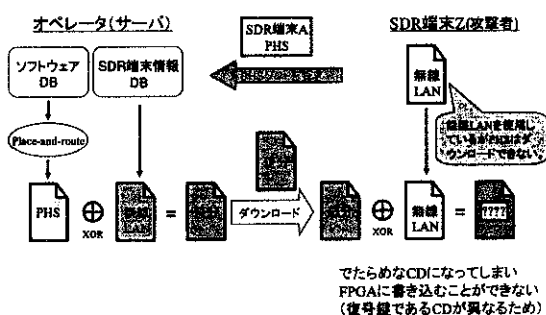 オペレータ(サーバ)
SDR端末Z(攻撃者)
SDR端末A
PHS
ソフトウェア
DB
SDR端末情報
DB
無線
LAN
無線LANを使用し
ているがPHSはダ
ウンロードできない。
Place-and-route
PHS
XOR
LAN
=
ダウンロード
XOR
無線
LAN
=
????
でたらめなCDになってしまい
FPGAに書き込むことができない
(復号鍵であるCDが異なるため)